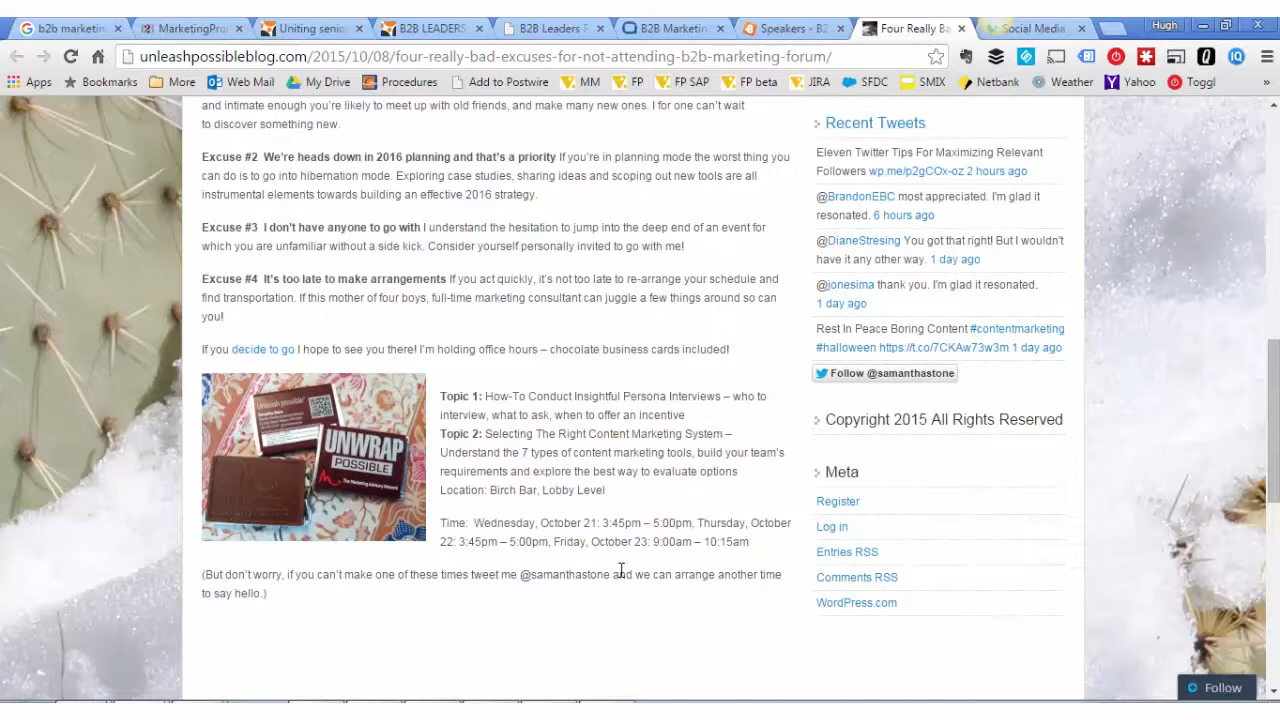 b2b marketin
MarketingPro
Uniting senio
B2B LEADERS
B2B Leaders F
B2B Marketin
Speakers - B2
Four Really Ba
Social Media
Hugh
unleashpossibleblog.com/2015/10/08/four-really-bad-excuses-for-not-attending-b2b-marketing-forum/
Apps Bookmarks More Web Mail My Drive Procedures Add to Postwire MM FP FP SAP FP beta JIRA SFDC SMIX Netbank Weather Yahoo Toggl
and intimate enough you're likely to meet up with old friends, and make many new ones. I for one can't wait
to discover something new.
Excuse #2 We're heads down in 2016 planning and that's a priority If you're in planning mode the worst thing you
can do is to go into hibernation mode. Exploring case studies, sharing ideas and scoping out new tools are all
instrumental elements towards building an effective 2016 strategy.
Excuse #3 I don't have anyone to go with I understand the hesitation to jump into the deep end of an event for
which you are unfamiliar without a side kick. Consider yourself personally invited to go with me!
Excuse #4 It's too late to make arrangements If you act quickly, it's not too late to re-arrange your schedule and
find transportation. If this mother of four boys, full-time marketing consultant can juggle a few things around so can
you!
If you decide to go I hope to see you there! I'm holding office hours – chocolate business cards included!
Unleash possible
UNWRAP
POSSIBLE
The Marketing Advisory Network
Topic 1: How-To Conduct Insightful Persona Interviews – who to
interview, what to ask, when to offer an incentive
Topic 2: Selecting The Right Content Marketing System –
Understand the 7 types of content marketing tools, build your team's
requirements and explore the best way to evaluate options
Location: Birch Bar, Lobby Level
Time: Wednesday, October 21: 3:45pm – 5:00pm, Thursday, October
22: 3:45pm – 5:00pm, Friday, October 23: 9:00am – 10:15am
(But don't worry, if you can't make one of these times tweet me @samanthastone and we can arrange another time
to say hello.)
Recent Tweets
Eleven Twitter Tips For Maximizing Relevant
Followers wp.me/p2gCOx-oz 2 hours ago
@BrandonEBC most appreciated. I'm glad it
resonated. 6 hours ago
@DianeStresing You got that right! But I wouldn't
have it any other way. 1 day ago
@jonesima thank you. I'm glad it resonated.
1 day ago
Rest In Peace Boring Content #contentmarketing
#halloween https://t.co/7CKAw73w3m 1 day ago
Follow @samanthastone
Copyright 2015 All Rights Reserved
Meta
Register
Log in
Entries RSS
Comments RSS
WordPress.com
Follow